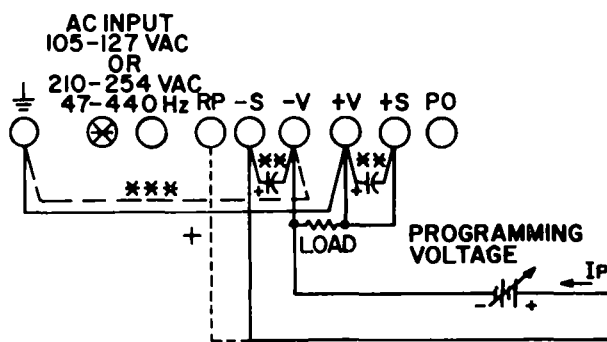 AC INPUT
105-127 VAC
OR
210-254 VAC
47-440 Hz
RP -S -V +V +S PO
** **
+ +
***
+
LOAD
PROGRAMMING
VOLTAGE
IP
- +